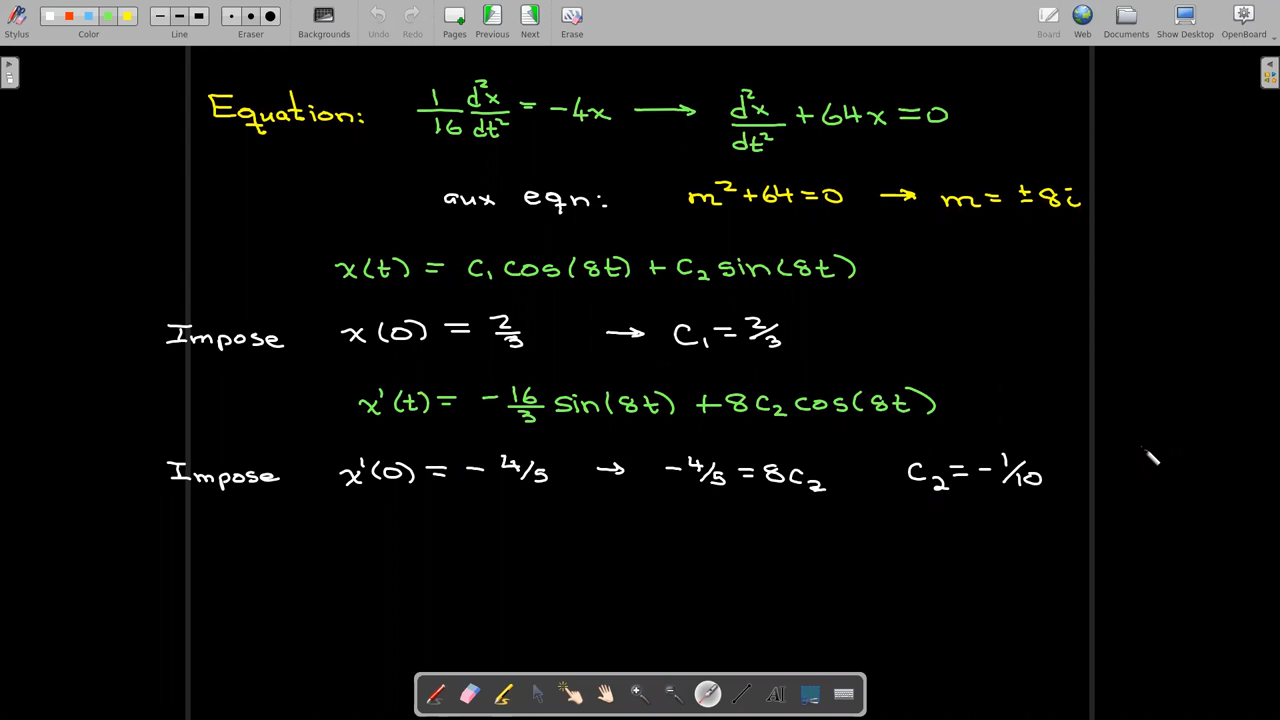 Stylus Color Line Eraser Backgrounds Undo Redo Pages Previous Next Erase Board Web Documents Show Desktop OpenBoard
Equation: 1/16 d²x/dt² = -4x ⟶ d²x/dt² + 64x = 0
aux eqn: m² + 64 = 0 → m = ±8i
x(t) = c₁ cos(8t) + c₂ sin(8t)
Impose x(0) = 2/3 → c₁ = 2/3
x'(t) = -16/3 sin(8t) + 8c₂ cos(8t)
Impose x'(0) = -4/5 → -4/5 = 8c₂ c₂ = -1/10
AI